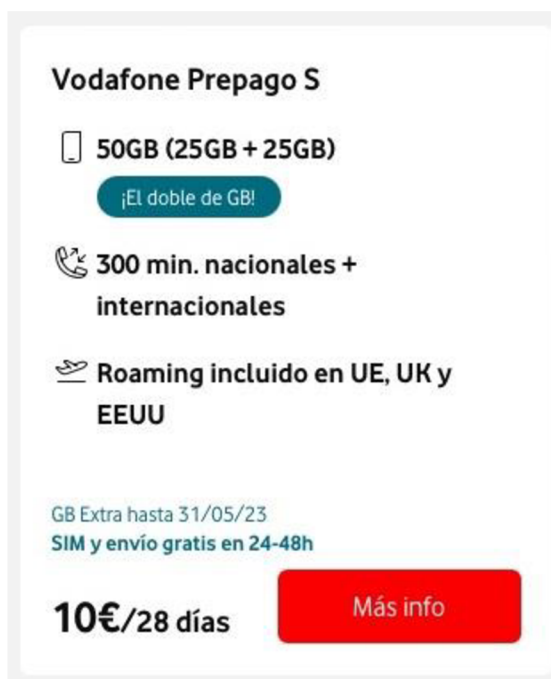 Vodafone Prepago S
50GB (25GB + 25GB)
¡El doble de GB!
300 min. nacionales +
internacionales
Roaming incluido en UE, UK y
EEUU
GB Extra hasta 31/05/23
SIM y envío gratis en 24-48h
10€/28 días
Más info